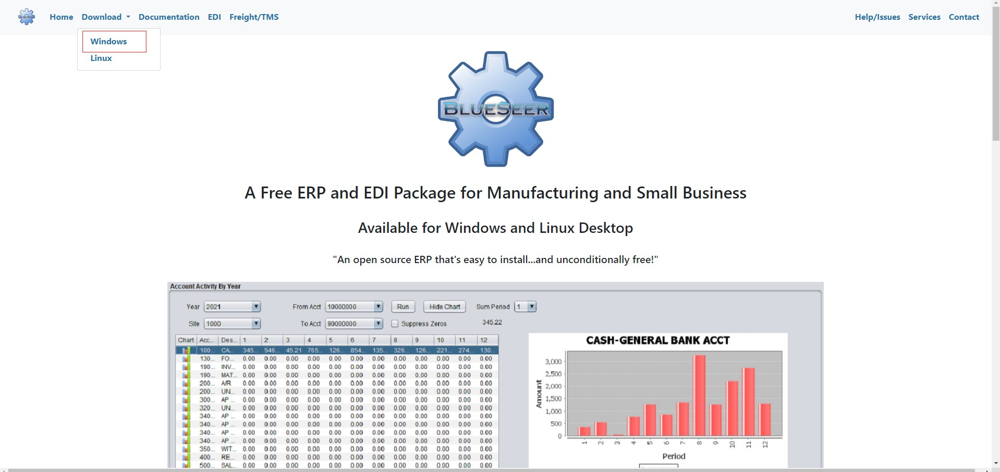 Home Download Documentation EDI Freight/TMS Help/Issues Services Contact
Windows
Linux
BLUESEER
A Free ERP and EDI Package for Manufacturing and Small Business
Available for Windows and Linux Desktop
"An open source ERP that's easy to install...and unconditionally free!"
Account Activity By Year
Year 2021 From Acct 10000000 Run Hide Chart Sum Period 1
Site 1000 To Acct 90000000 Suppress Zeros 345.22
Chart Acc... Des... 1 2 3 4 5 6 7 8 9 10 11 12
100... CA... 345... 546... 45.21 765... 126... 854... 135... 326... 126... 221... 274... 130...
130... FO... 0.00 0.00 0.00 0.00 0.00 0.00 0.00 0.00 0.00 0.00 0.00 0.00
190... INV... 0.00 0.00 0.00 0.00 0.00 0.00 0.00 0.00 0.00 0.00 0.00 0.00
190... MAT... 0.00 0.00 0.00 0.00 0.00 0.00 0.00 0.00 0.00 0.00 0.00 0.00
200... A/R 0.00 0.00 0.00 0.00 0.00 0.00 0.00 0.00 0.00 0.00 0.00 0.00
200... UN... 0.00 0.00 0.00 0.00 0.00 0.00 0.00 0.00 0.00 0.00 0.00 0.00
300... AP ... 0.00 0.00 0.00 0.00 0.00 0.00 0.00 0.00 0.00 0.00 0.00 0.00
320... UN... 0.00 0.00 0.00 0.00 0.00 0.00 0.00 0.00 0.00 0.00 0.00 0.00
340... AP ... 0.00 0.00 0.00 0.00 0.00 0.00 0.00 0.00 0.00 0.00 0.00 0.00
340... AP ... 0.00 0.00 0.00 0.00 0.00 0.00 0.00 0.00 0.00 0.00 0.00 0.00
340... AP ... 0.00 0.00 0.00 0.00 0.00 0.00 0.00 0.00 0.00 0.00 0.00 0.00
340... AP ... 0.00 0.00 0.00 0.00 0.00 0.00 0.00 0.00 0.00 0.00 0.00 0.00
350... WIT... 0.00 0.00 0.00 0.00 0.00 0.00 0.00 0.00 0.00 0.00 0.00 0.00
400... RE... 0.00 0.00 0.00 0.00 0.00 0.00 0.00 0.00 0.00 0.00 0.00 0.00
500... SAL... 0.00 0.00 0.00 0.00 0.00 0.00 0.00 0.00 0.00 0.00 0.00 0.00
CASH-GENERAL BANK ACCT
3,000
2,500
2,000
1,500
1,000
500
0
Amount
1 2 3 4 5 6 7 8 9 10 11 12
Period